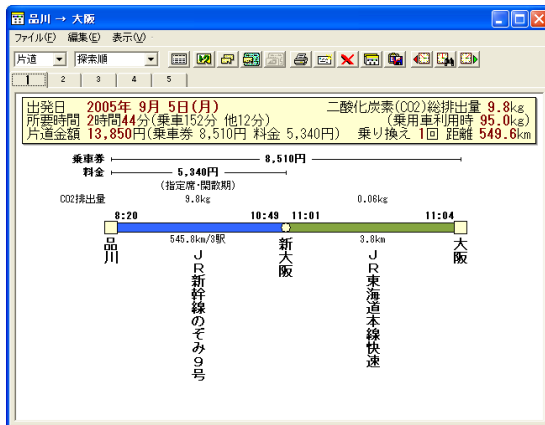 品川 → 大阪
ファイル(F) 編集(E) 表示(V)
片道 探索順
1 2 3 4 5
出発日 2005年 9月 5日(月) 二酸化炭素(CO2)総排出量 9.8kg
所要時間 2時間44分(乗車152分 他12分) (乗用車利用時 95.0kg)
片道金額 13,850円(乗車券 8,510円 料金 5,340円) 乗り換え 1回 距離 549.6km
乗車券 8,510円
料金 5,340円
(指定席・閑散期)
CO2排出量 9.8kg 0.06kg
8:20 10:49 11:01 11:04
545.8km/3駅 3.8km
品川
JR新幹線のぞみ9号
新大阪
JR東海道本線快速
大阪